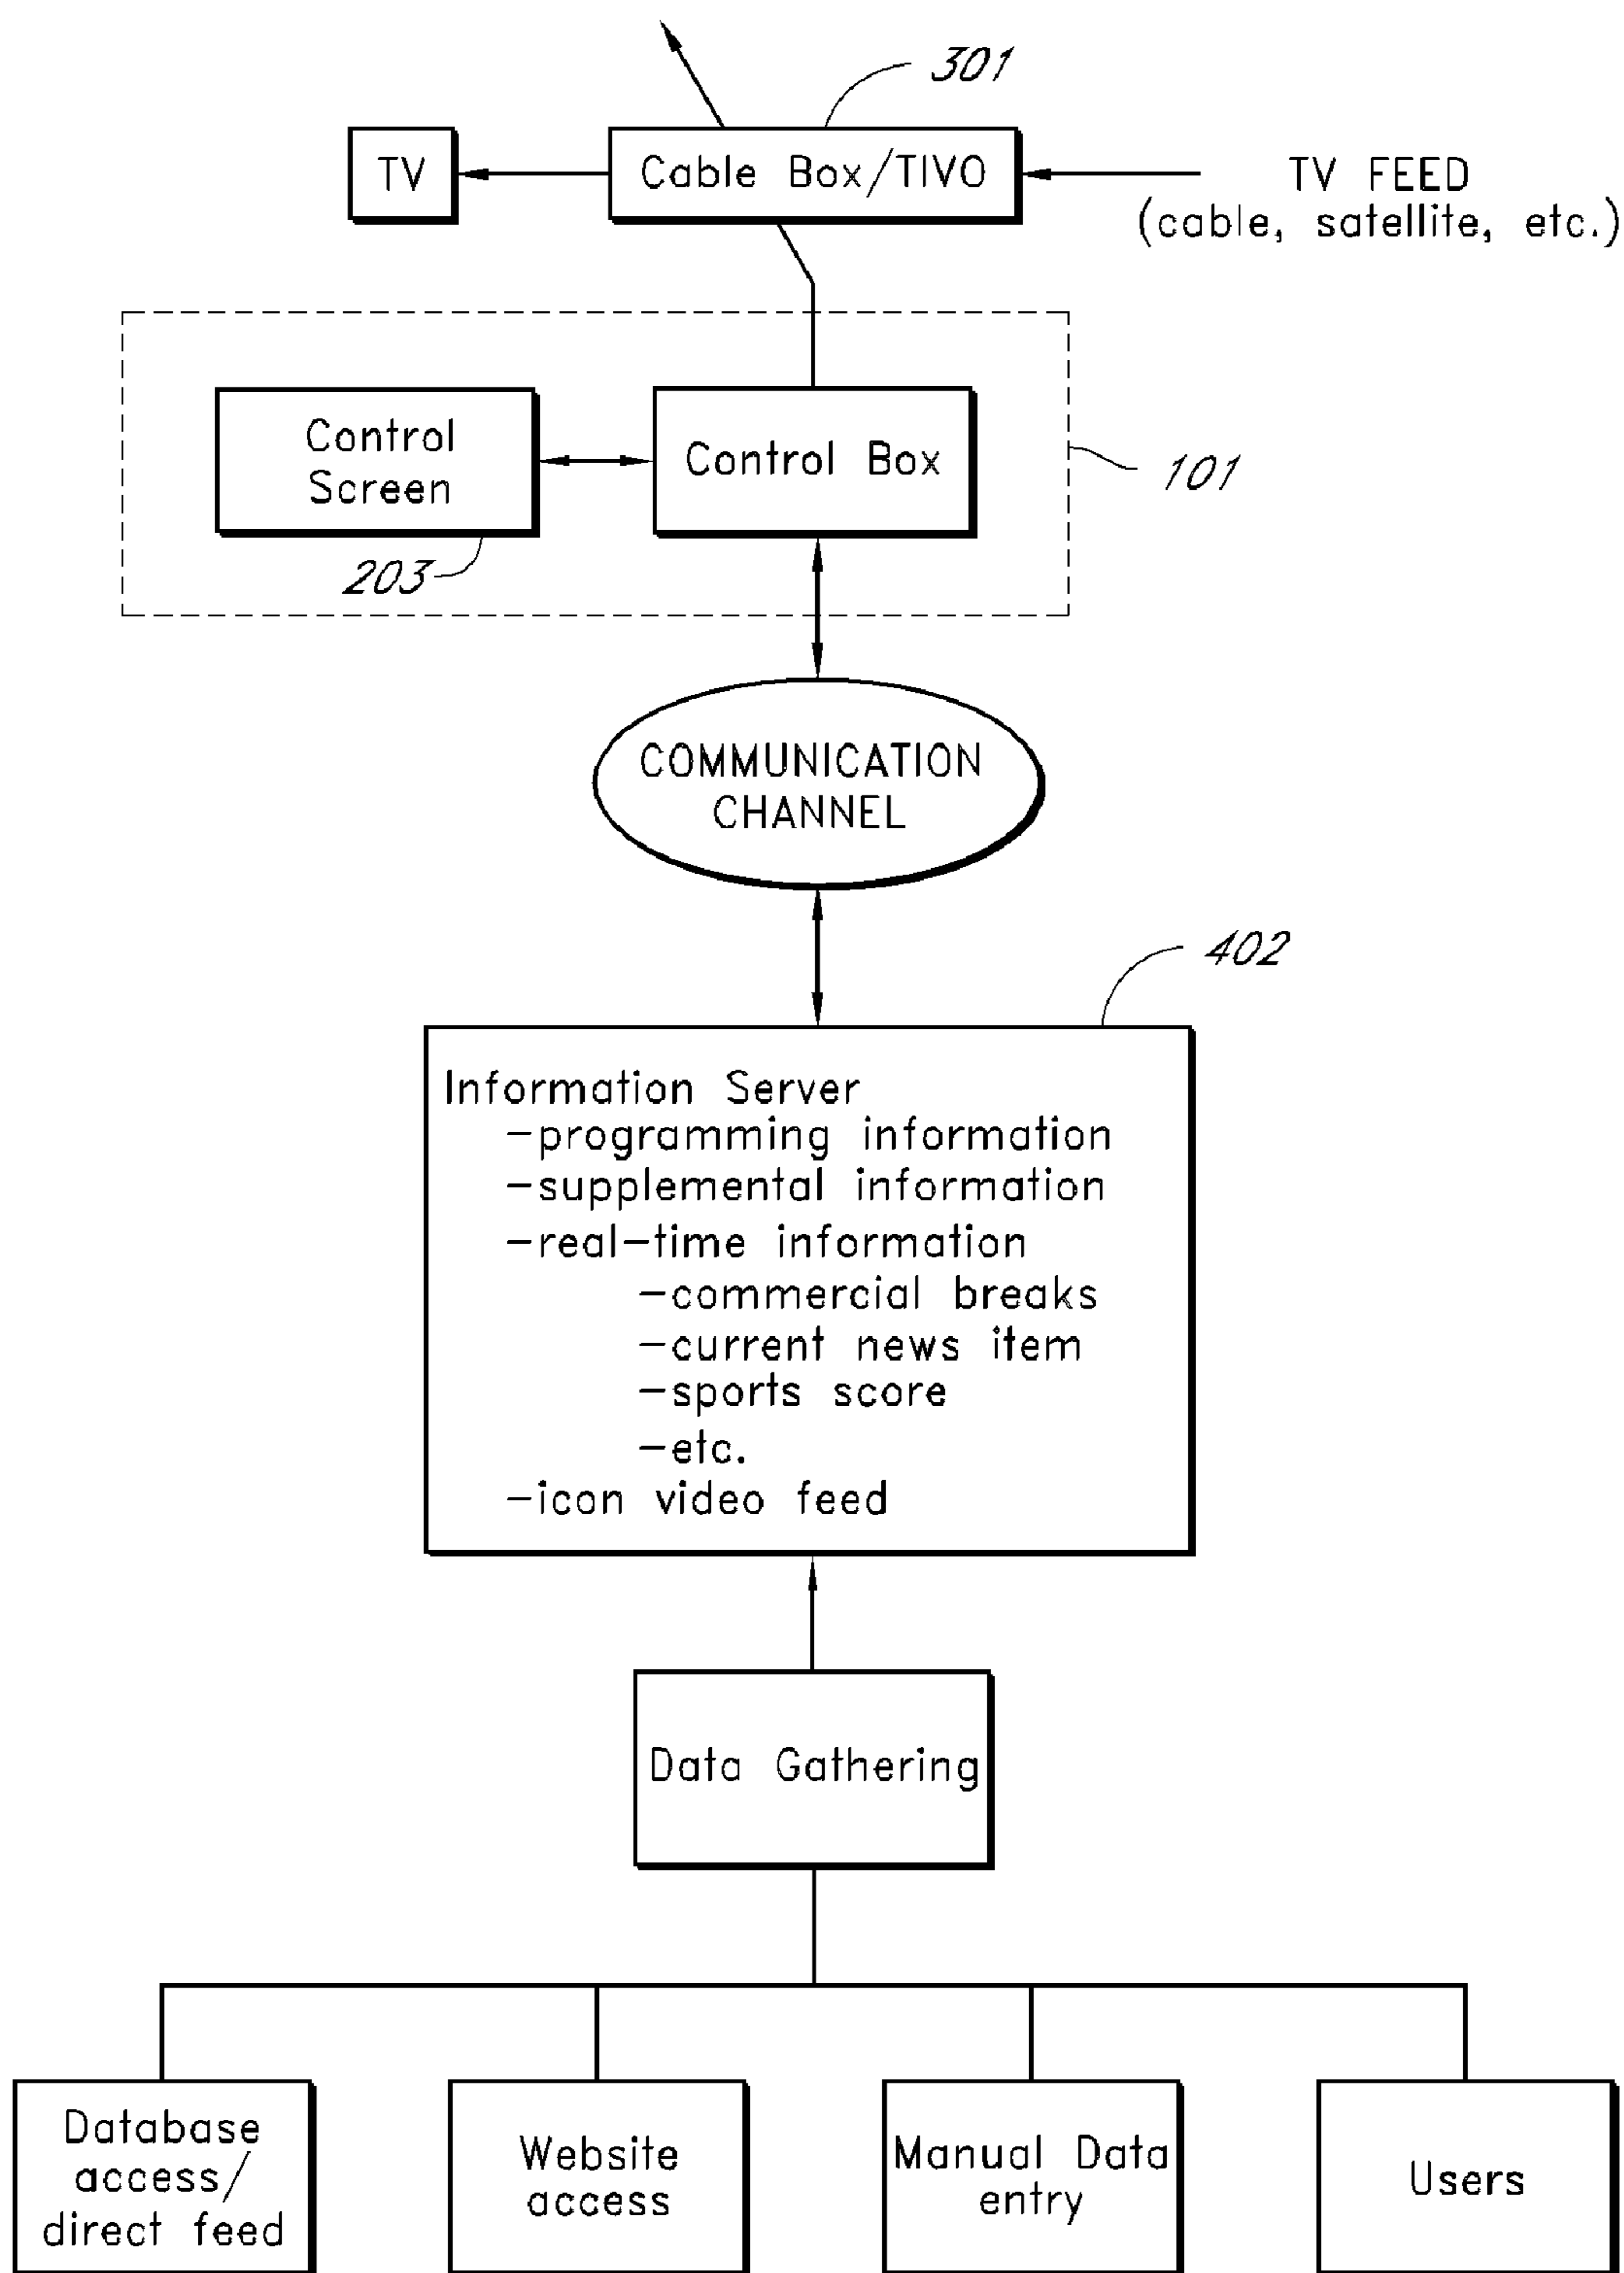 301
TV
Cable Box/TIVO
TV FEED
(cable, satellite, etc.)
Control
Screen
Control Box
101
203
COMMUNICATION
CHANNEL
402
Information Server
-programming information
-supplemental information
-real-time information
-commercial breaks
-current news item
-sports score
-etc.
-icon video feed
Data Gathering
Database
access/
direct feed
Website
access
Manual Data
entry
Users